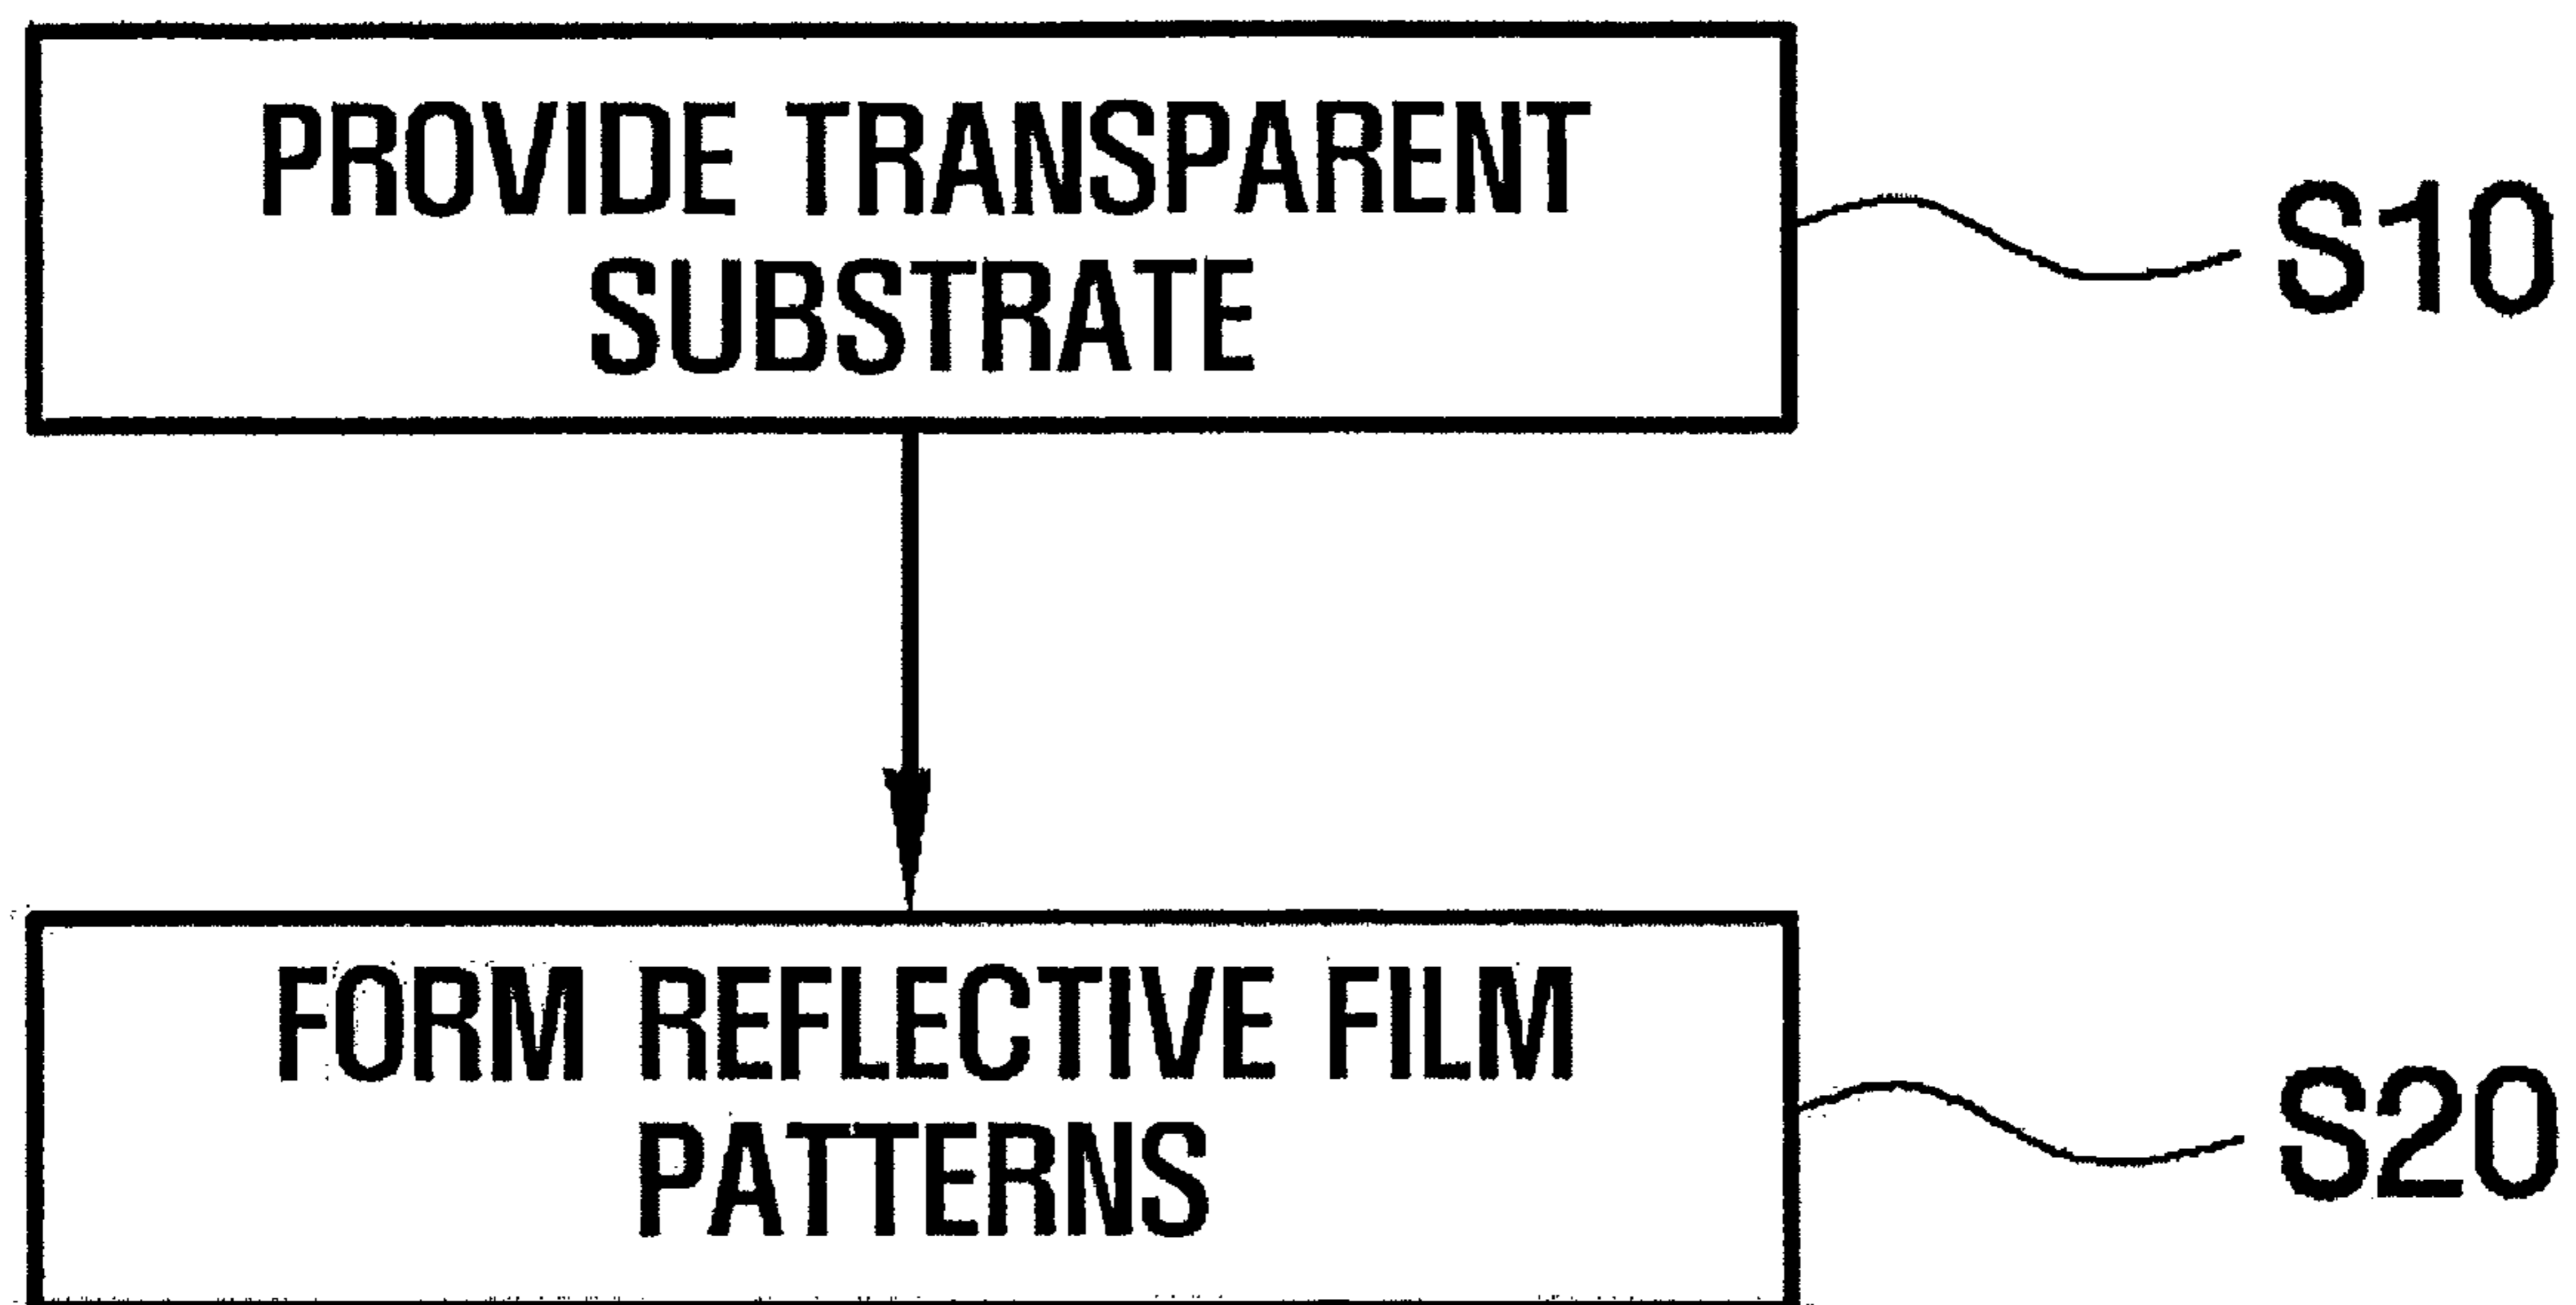 PROVIDE TRANSPARENT
SUBSTRATE
S10
FORM REFLECTIVE FILM
PATTERNS
S20